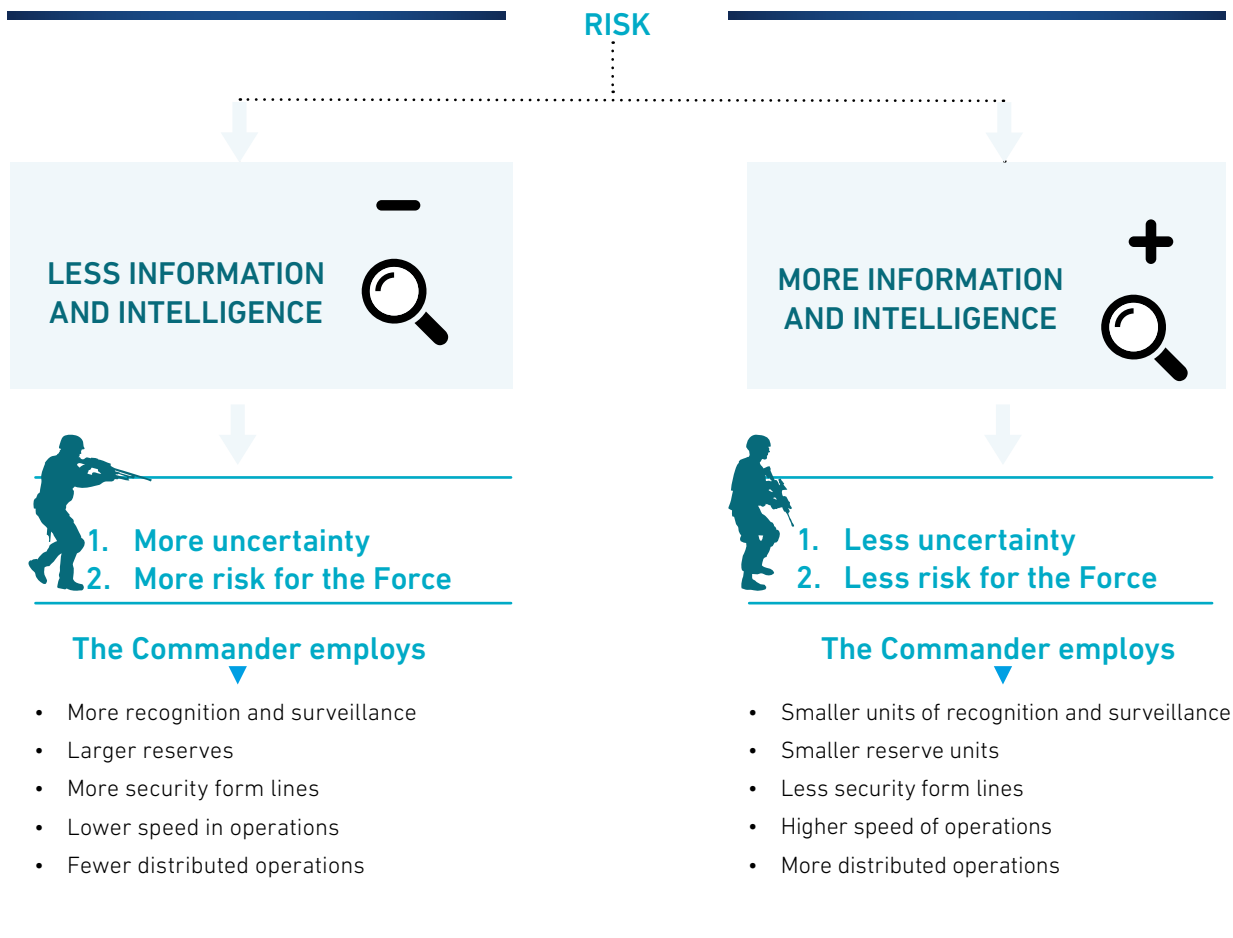 RISK
LESS INFORMATION
AND INTELLIGENCE
1. More uncertainty
2. More risk for the Force
The Commander employs
• More recognition and surveillance
• Larger reserves
• More security form lines
• Lower speed in operations
• Fewer distributed operations
MORE INFORMATION
AND INTELLIGENCE
1. Less uncertainty
2. Less risk for the Force
The Commander employs
• Smaller units of recognition and surveillance
• Smaller reserve units
• Less security form lines
• Higher speed of operations
• More distributed operations